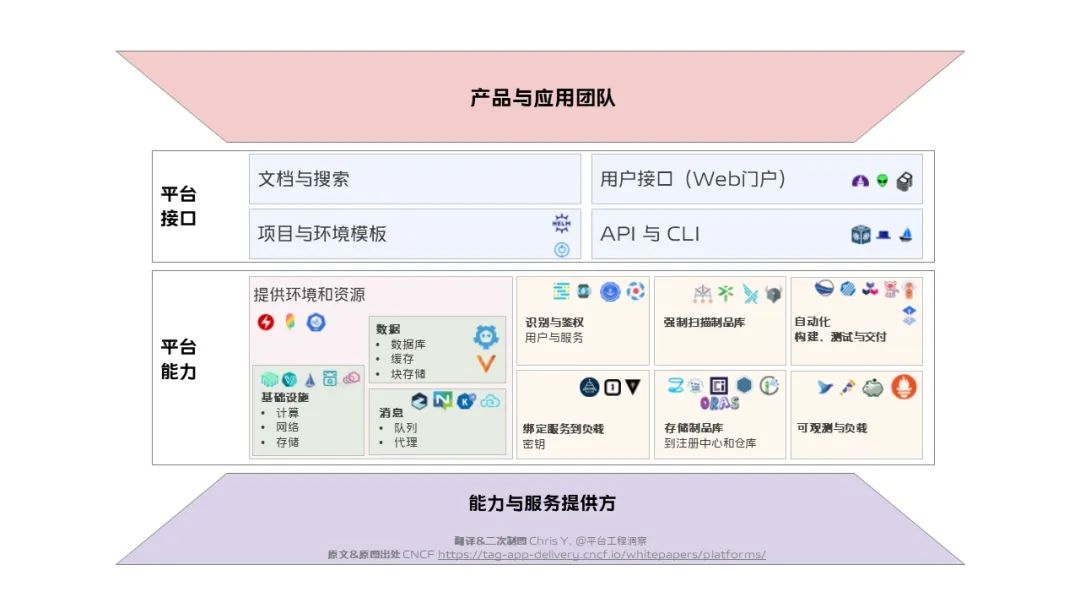 产品与应用团队
平台
接口
文档与搜索
用户接口（Web门户）
项目与环境模板
HELM
API 与 CLI
平台
能力
提供环境和资源
数据
• 数据库
• 缓存
• 块存储
基础设施
• 计算
• 网络
• 存储
消息
• 队列
• 代理
识别与鉴权
用户与服务
强制扫描制品库
自动化
构建、测试与交付
绑定服务到负载
密钥
ORAS
存储制品库
到注册中心和仓库
可观测与负载
能力与服务提供方
翻译&二次制图 Chris Y. @平台工程洞察
原文&原图出处 CNCF https://tag-app-delivery.cncf.io/whitepapers/platforms/